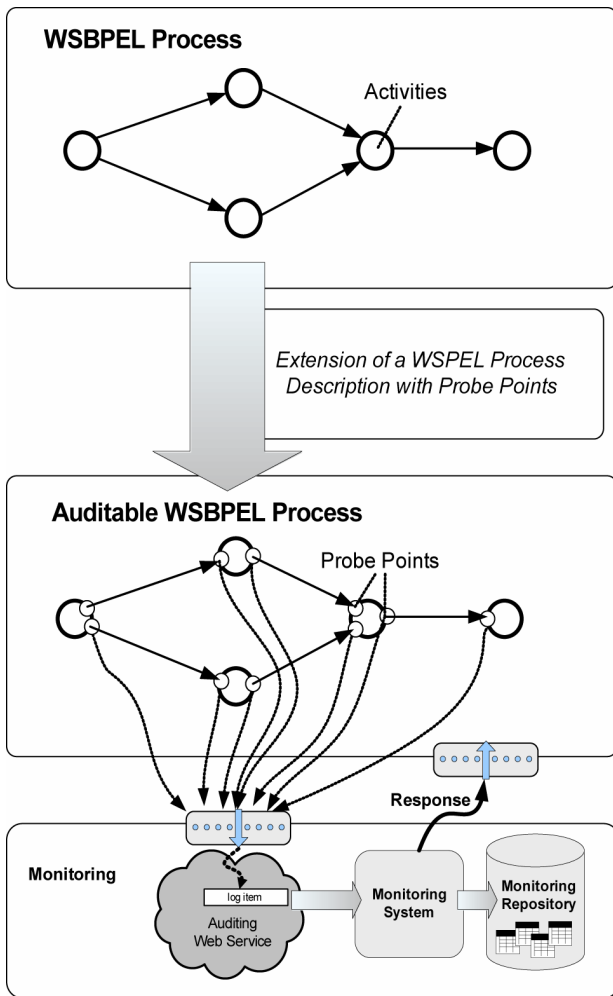 WSBPEL Process
Activities
Extension of a WSPEL Process
Description with Probe Points
Auditable WSBPEL Process
Probe Points
Response
Monitoring
log item
Auditing
Web Service
Monitoring
System
Monitoring
Repository